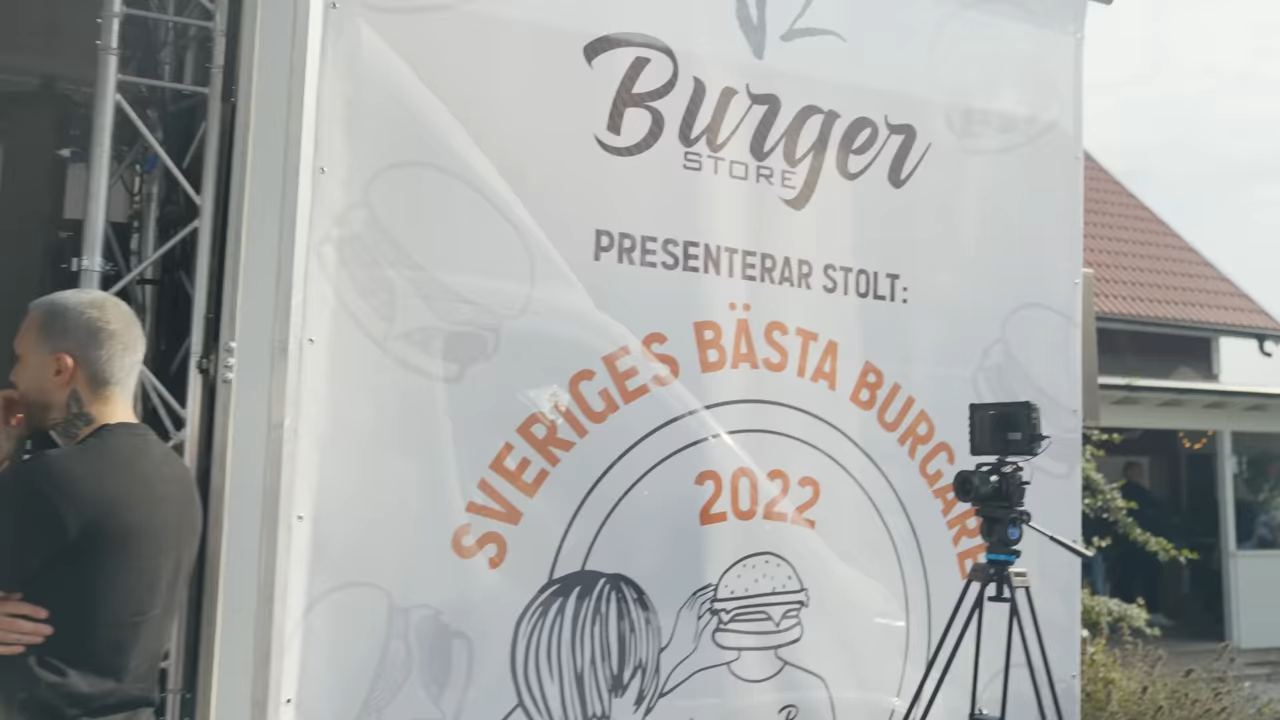 Burger
STORE
PRESENTERAR STOLT:
SVERIGES BÄSTA BURGARE
2022